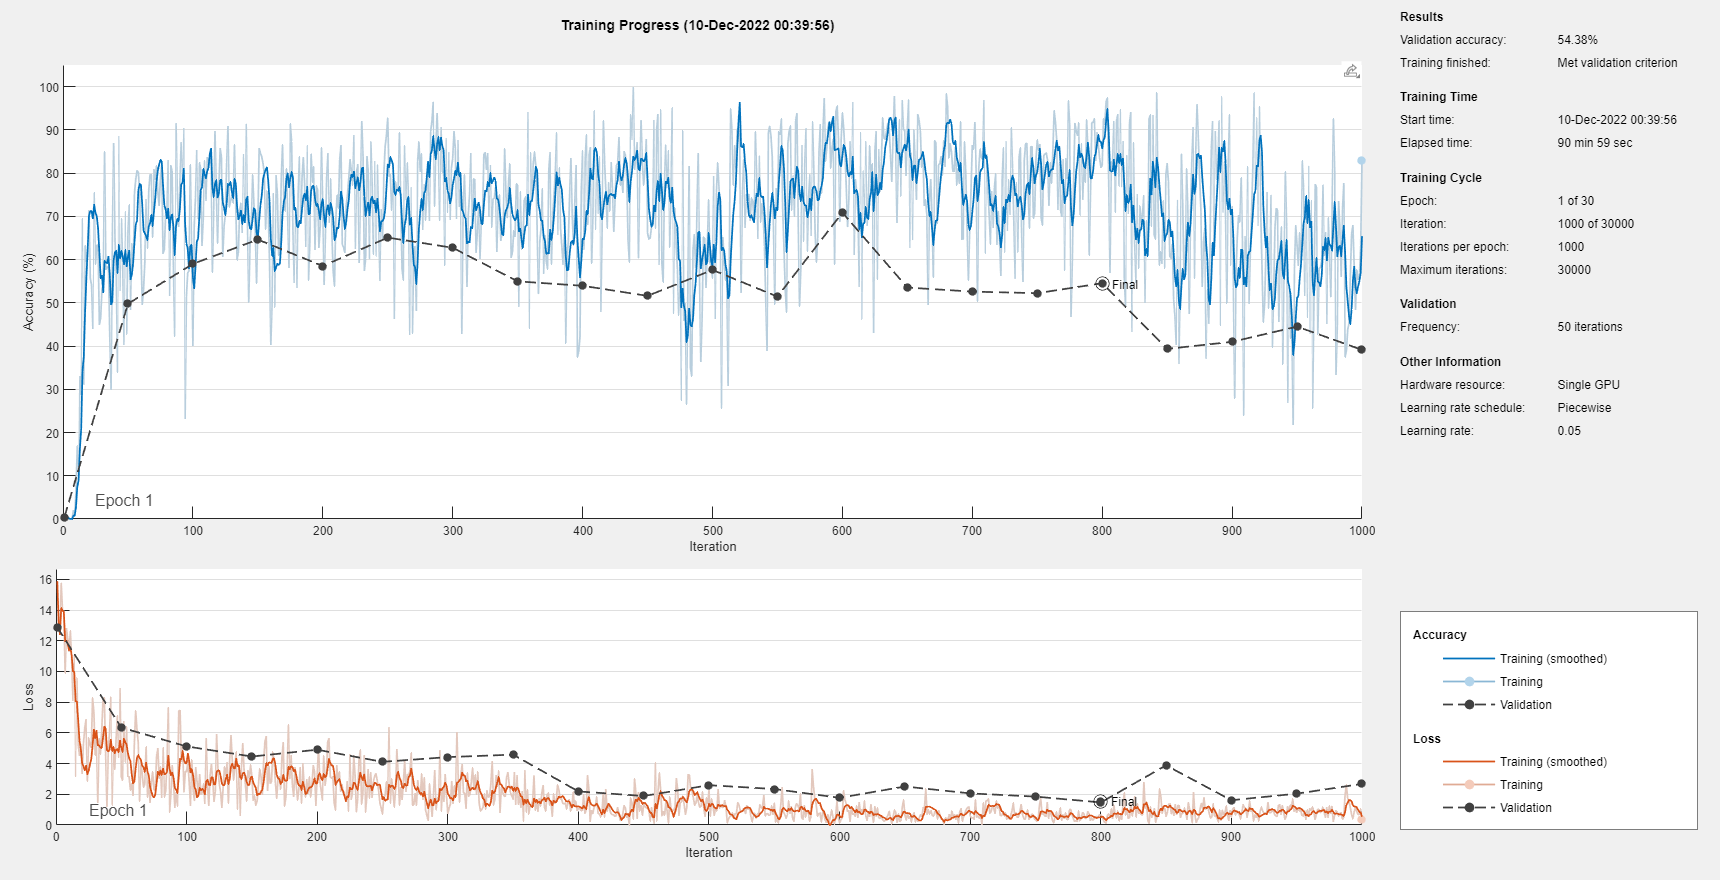 Training Progress (10-Dec-2022 00:39:56)
100
90
80
70
60
50
40
30
20
10
0
Accuracy (%)
Final
Epoch 1
0 100 200 300 400 500 600 700 800 900 1000
Iteration
16
14
12
10
8
6
4
2
0
Loss
Final
Epoch 1
0 100 200 300 400 500 600 700 800 900 1000
Iteration
Results
Validation accuracy: 54.38%
Training finished: Met validation criterion
Training Time
Start time: 10-Dec-2022 00:39:56
Elapsed time: 90 min 59 sec
Training Cycle
Epoch: 1 of 30
Iteration: 1000 of 30000
Iterations per epoch: 1000
Maximum iterations: 30000
Validation
Frequency: 50 iterations
Other Information
Hardware resource: Single GPU
Learning rate schedule: Piecewise
Learning rate: 0.05
Accuracy
Training (smoothed)
Training
Validation
Loss
Training (smoothed)
Training
Validation